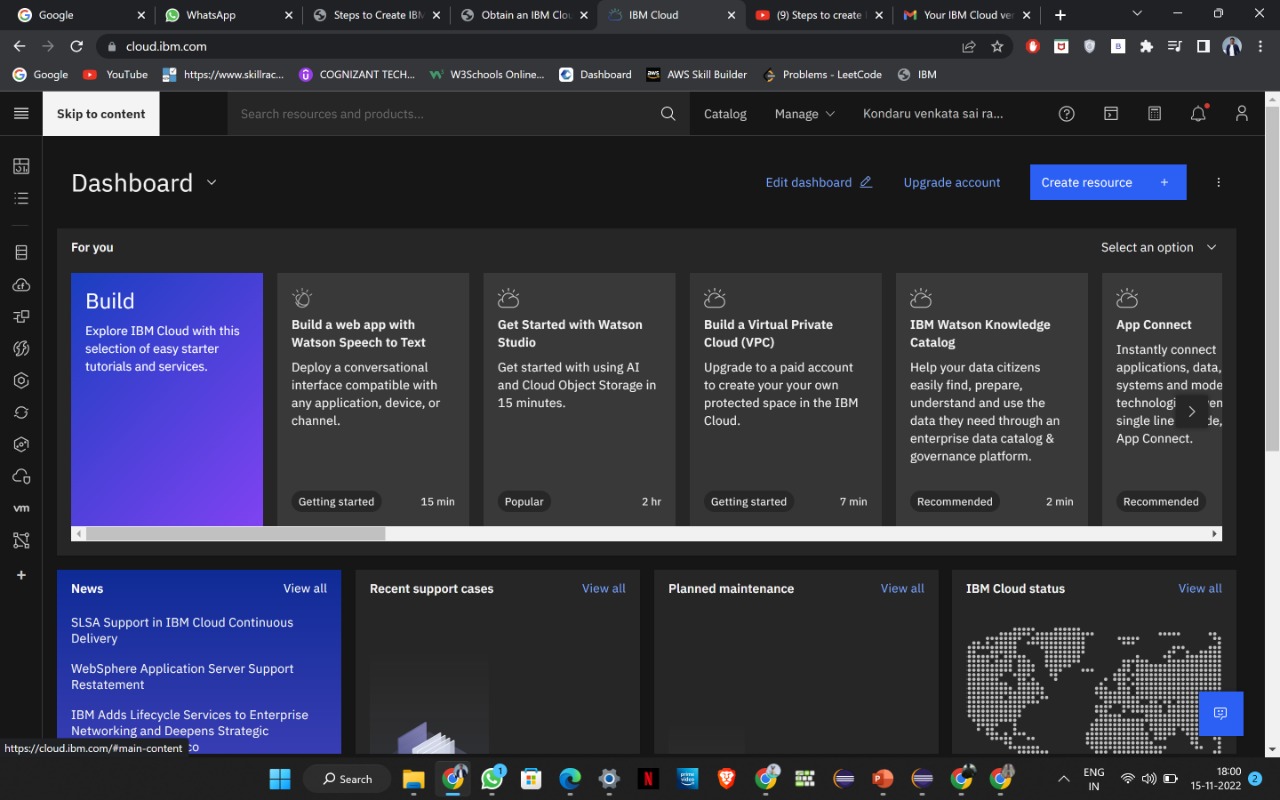 Google
WhatsApp
Steps to Create IBM
Obtain an IBM Clou
IBM Cloud
(9) Steps to create
Your IBM Cloud ver
cloud.ibm.com
Google
YouTube
https://www.skillrac...
COGNIZANT TECH...
W3Schools Online...
Dashboard
AWS Skill Builder
Problems - LeetCode
IBM
Skip to content
Search resources and products...
Catalog
Manage
Kondaru venkata sai ra...
Dashboard
Edit dashboard
Upgrade account
Create resource +
For you
Select an option
Build
Explore IBM Cloud with this
selection of easy starter
tutorials and services.
Build a web app with
Watson Speech to Text
Deploy a conversational
interface compatible with
any application, device, or
channel.
Getting started 15 min
Get Started with Watson
Studio
Get started with using AI
and Cloud Object Storage in
15 minutes.
Popular 2 hr
Build a Virtual Private
Cloud (VPC)
Upgrade to a paid account
to create your your own
protected space in the IBM
Cloud.
Getting started 7 min
IBM Watson Knowledge
Catalog
Help your data citizens
easily find, prepare,
understand and use the
data they need through an
enterprise data catalog &
governance platform.
Recommended 2 min
App Connect
Instantly connect
applications, data,
systems and mode
technologi
single line de,
App Connect.
Recommended
vm
News View all
SLSA Support in IBM Cloud Continuous
Delivery
WebSphere Application Server Support
Restatement
IBM Adds Lifecycle Services to Enterprise
Networking and Deepens Strategic
co
Recent support cases View all
Planned maintenance View all
IBM Cloud status View all
https://cloud.ibm.com/#main-content
Search
1
ENG
IN
18:00
15-11-2022
2